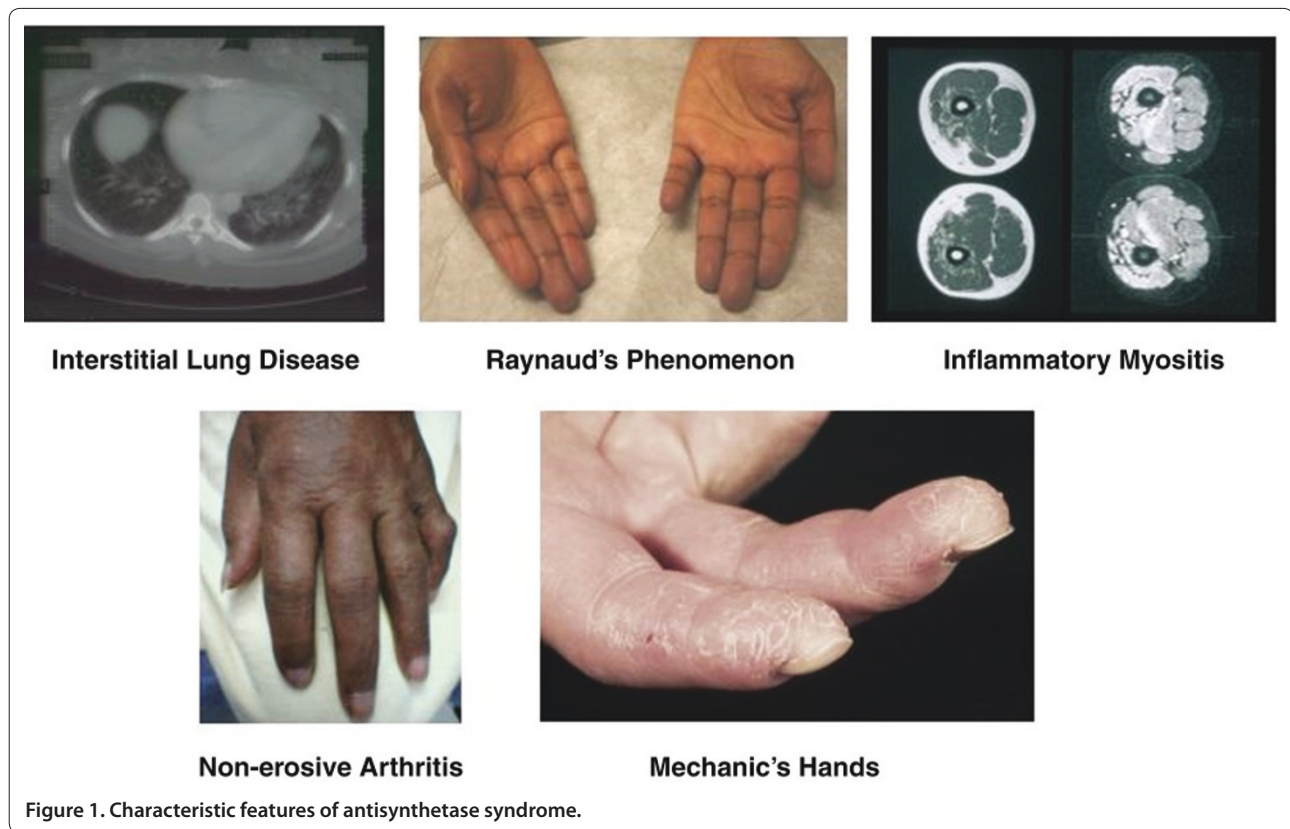 Interstitial Lung Disease
Raynaud's Phenomenon
Inflammatory Myositis
Non-erosive Arthritis
Mechanic's Hands
Figure 1. Characteristic features of antisynthetase syndrome.